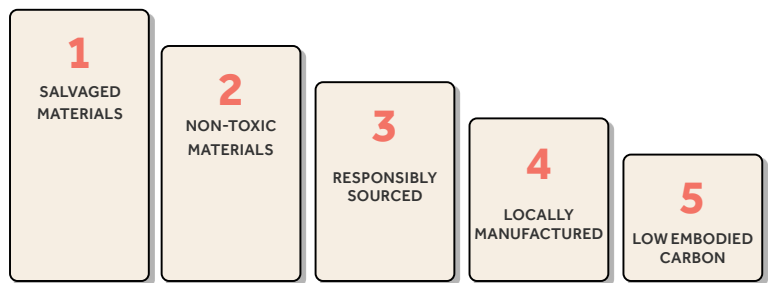 1
SALVAGED
MATERIALS
2
NON-TOXIC
MATERIALS
3
RESPONSIBLY
SOURCED
4
LOCALLY
MANUFACTURED
5
LOW EMBODIED
CARBON